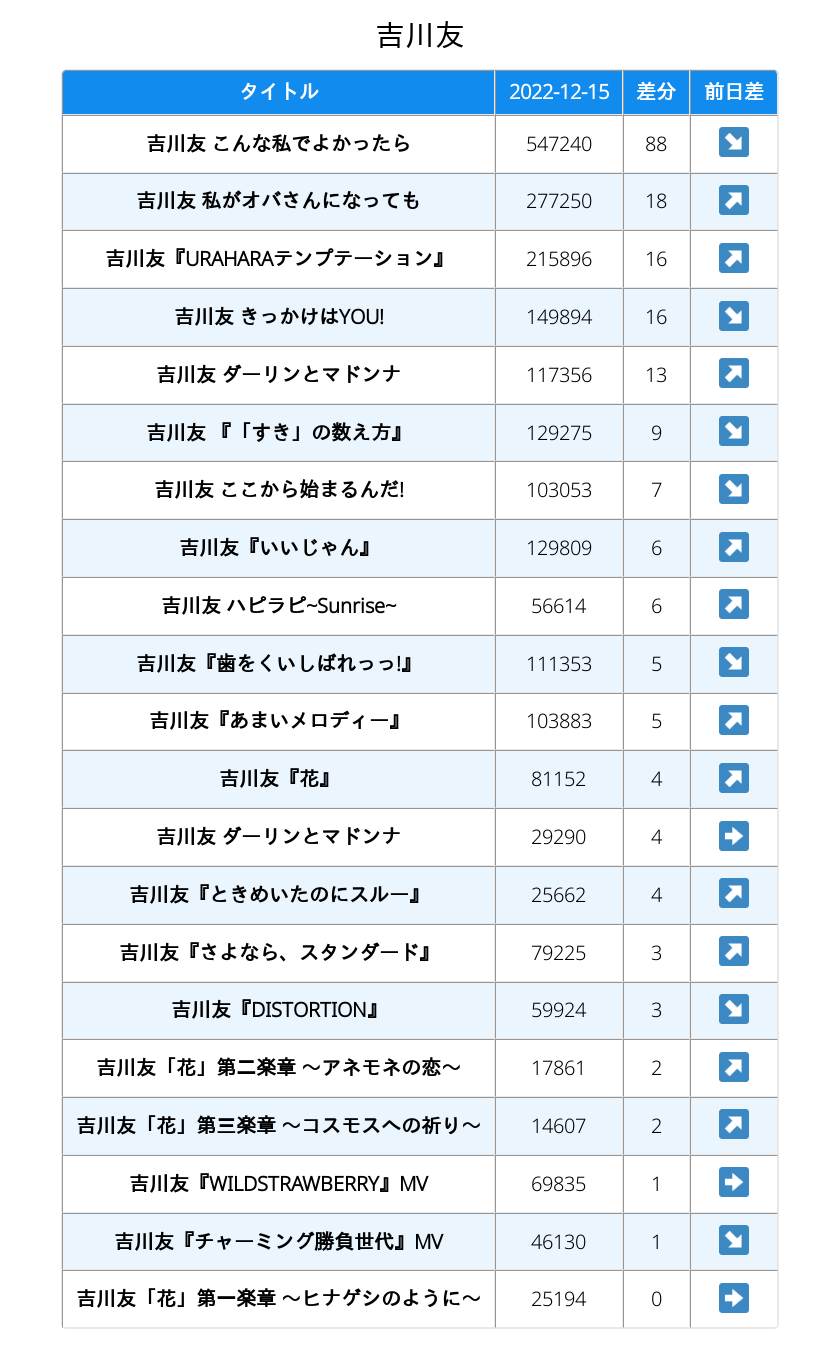 吉川友
タイトル 2022-12-15 差分 前日差
吉川友 こんな私でよかったら 547240 88 ↘
吉川友 私がオバさんになっても 277250 18 ↗
吉川友『URAHARAテンプテーション』 215896 16 ↗
吉川友 きっかけはYOU! 149894 16 ↘
吉川友 ダーリンとマドンナ 117356 13 ↗
吉川友 『「すき」の数え方』 129275 9 ↘
吉川友 ここから始まるんだ! 103053 7 ↘
吉川友『いいじゃん』 129809 6 ↗
吉川友 ハピラピ~Sunrise~ 56614 6 ↗
吉川友『歯をくいしばれっっ!』 111353 5 ↘
吉川友『あまいメロディー』 103883 5 ↗
吉川友『花』 81152 4 ↗
吉川友 ダーリンとマドンナ 29290 4 ➡
吉川友『ときめいたのにスルー』 25662 4 ↗
吉川友『さよなら、スタンダード』 79225 3 ↗
吉川友『DISTORTION』 59924 3 ↘
吉川友「花」第二楽章 〜アネモネの恋〜 17861 2 ↗
吉川友「花」第三楽章 〜コスモスへの祈り〜 14607 2 ↗
吉川友『WILDSTRAWBERRY』MV 69835 1 ➡
吉川友『チャーミング勝負世代』MV 46130 1 ↘
吉川友「花」第一楽章 〜ヒナゲシのように〜 25194 0 ➡